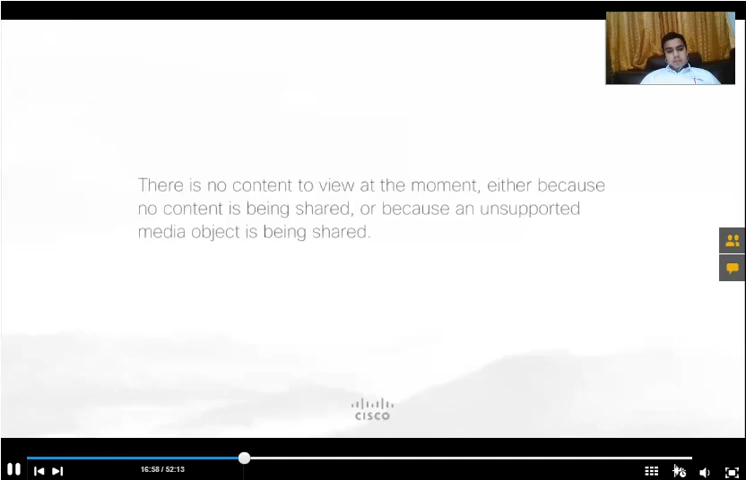 There is no content to view at the moment, either because
no content is being shared, or because an unsupported
media object is being shared.
CISCO
16:58 / 52:13